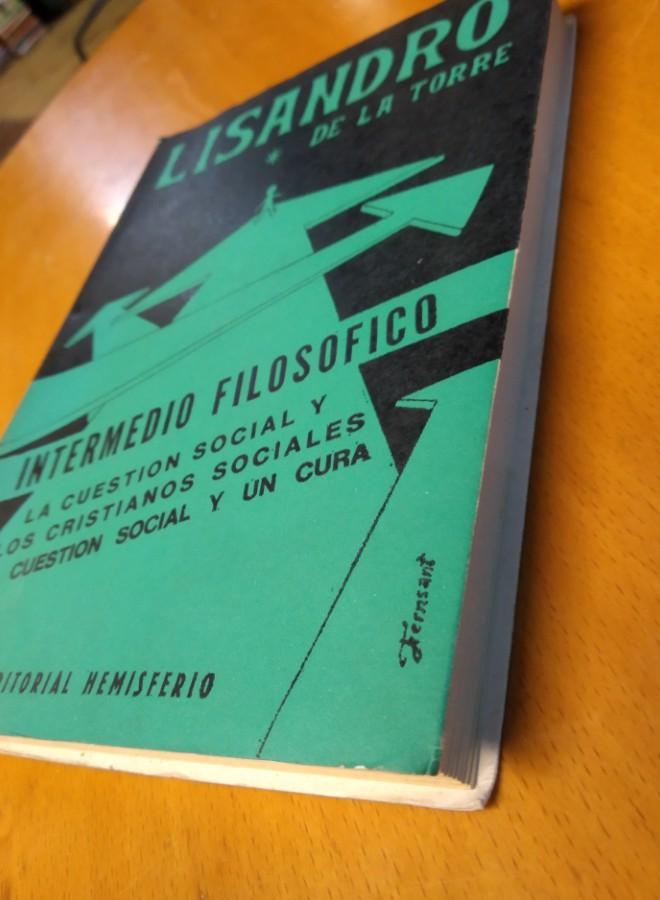 LISANDRO
DE LA TORRE
INTERMEDIO FILOSOFICO
LA CUESTION SOCIAL Y
LOS CRISTIANOS SOCIALES
CUESTION SOCIAL Y UN CURA
Fernsant
ITORIAL HEMISFERIO